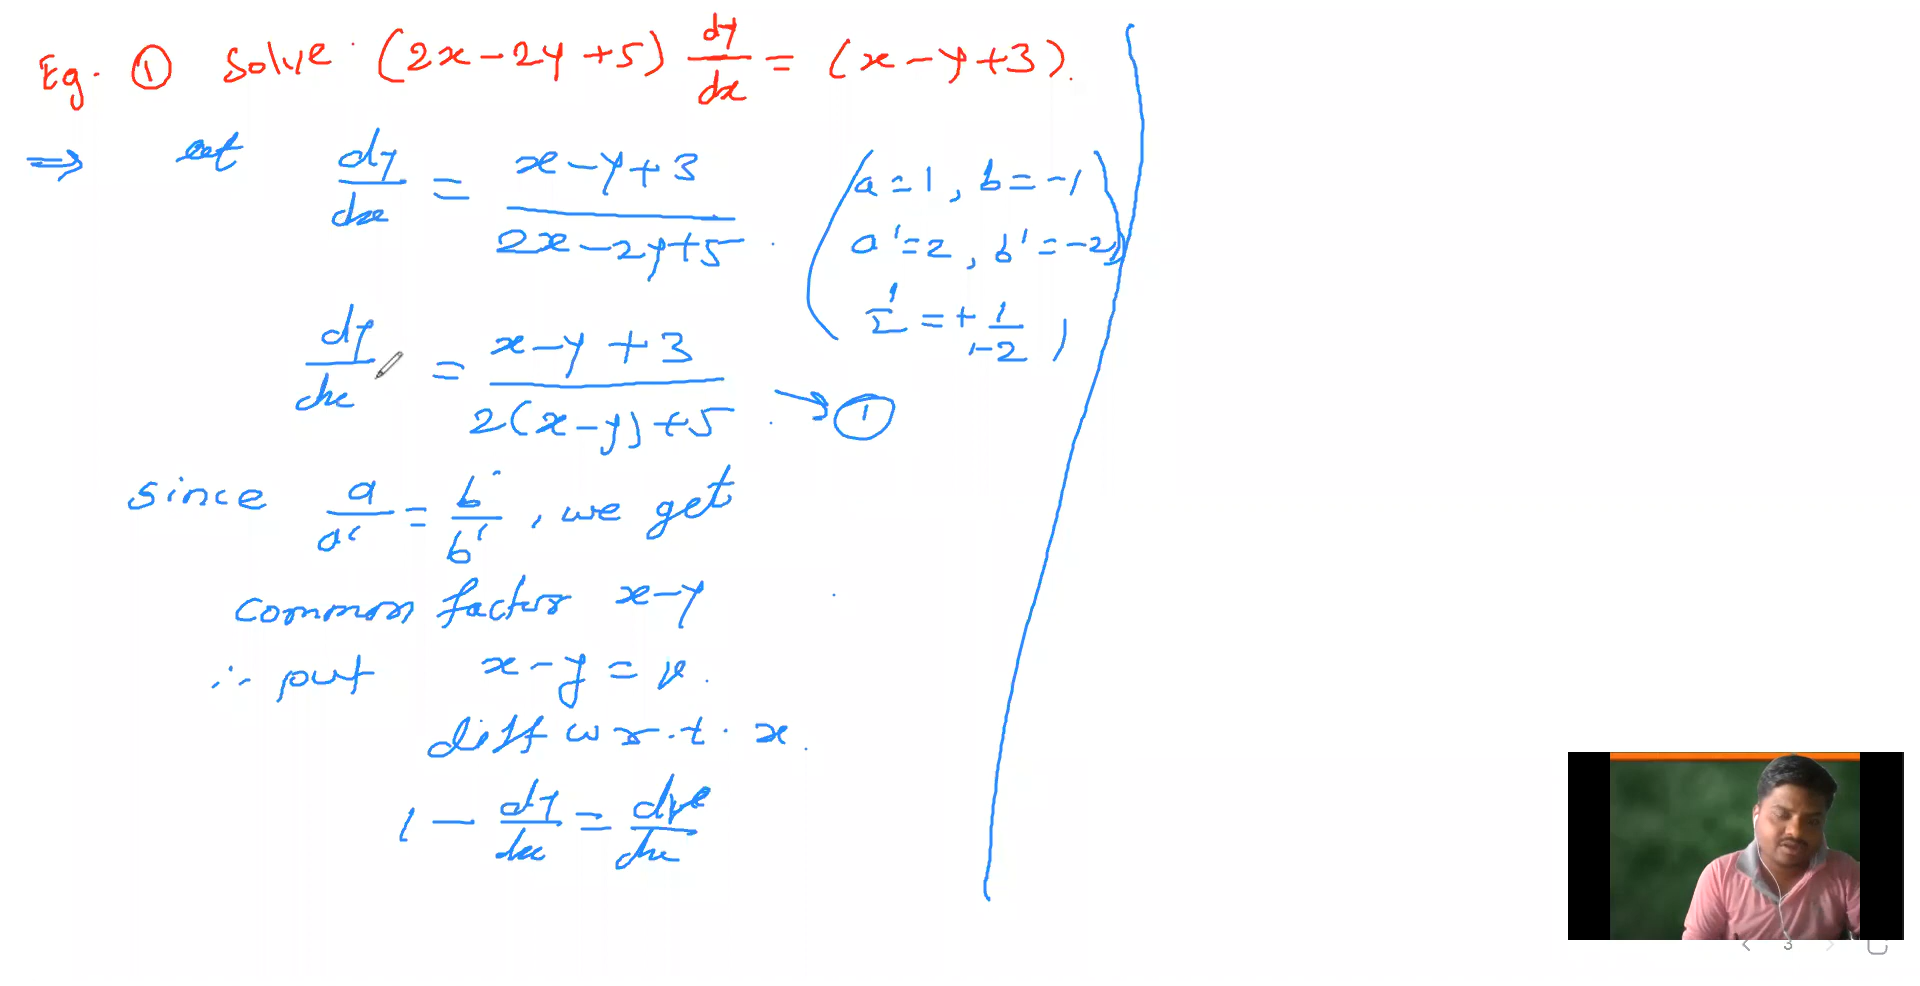 Eg. ① Solve (2x-2y+5) dy/dx = (x-y+3).
⇒ let dy/dx = x-y+3 / 2x-2y+5 .
(a=1, b=-1)
a'=2, b'=-2)
1/2 = + 1/-2 )
dy/dx = x-y+3 / 2(x-y)+5 . → ①
since a/a' = b/b' , we get
common factor x-y
∴ put x-y = v.
diff w.r.t. x.
1 - dy/dx = dv/dx
< 3 >